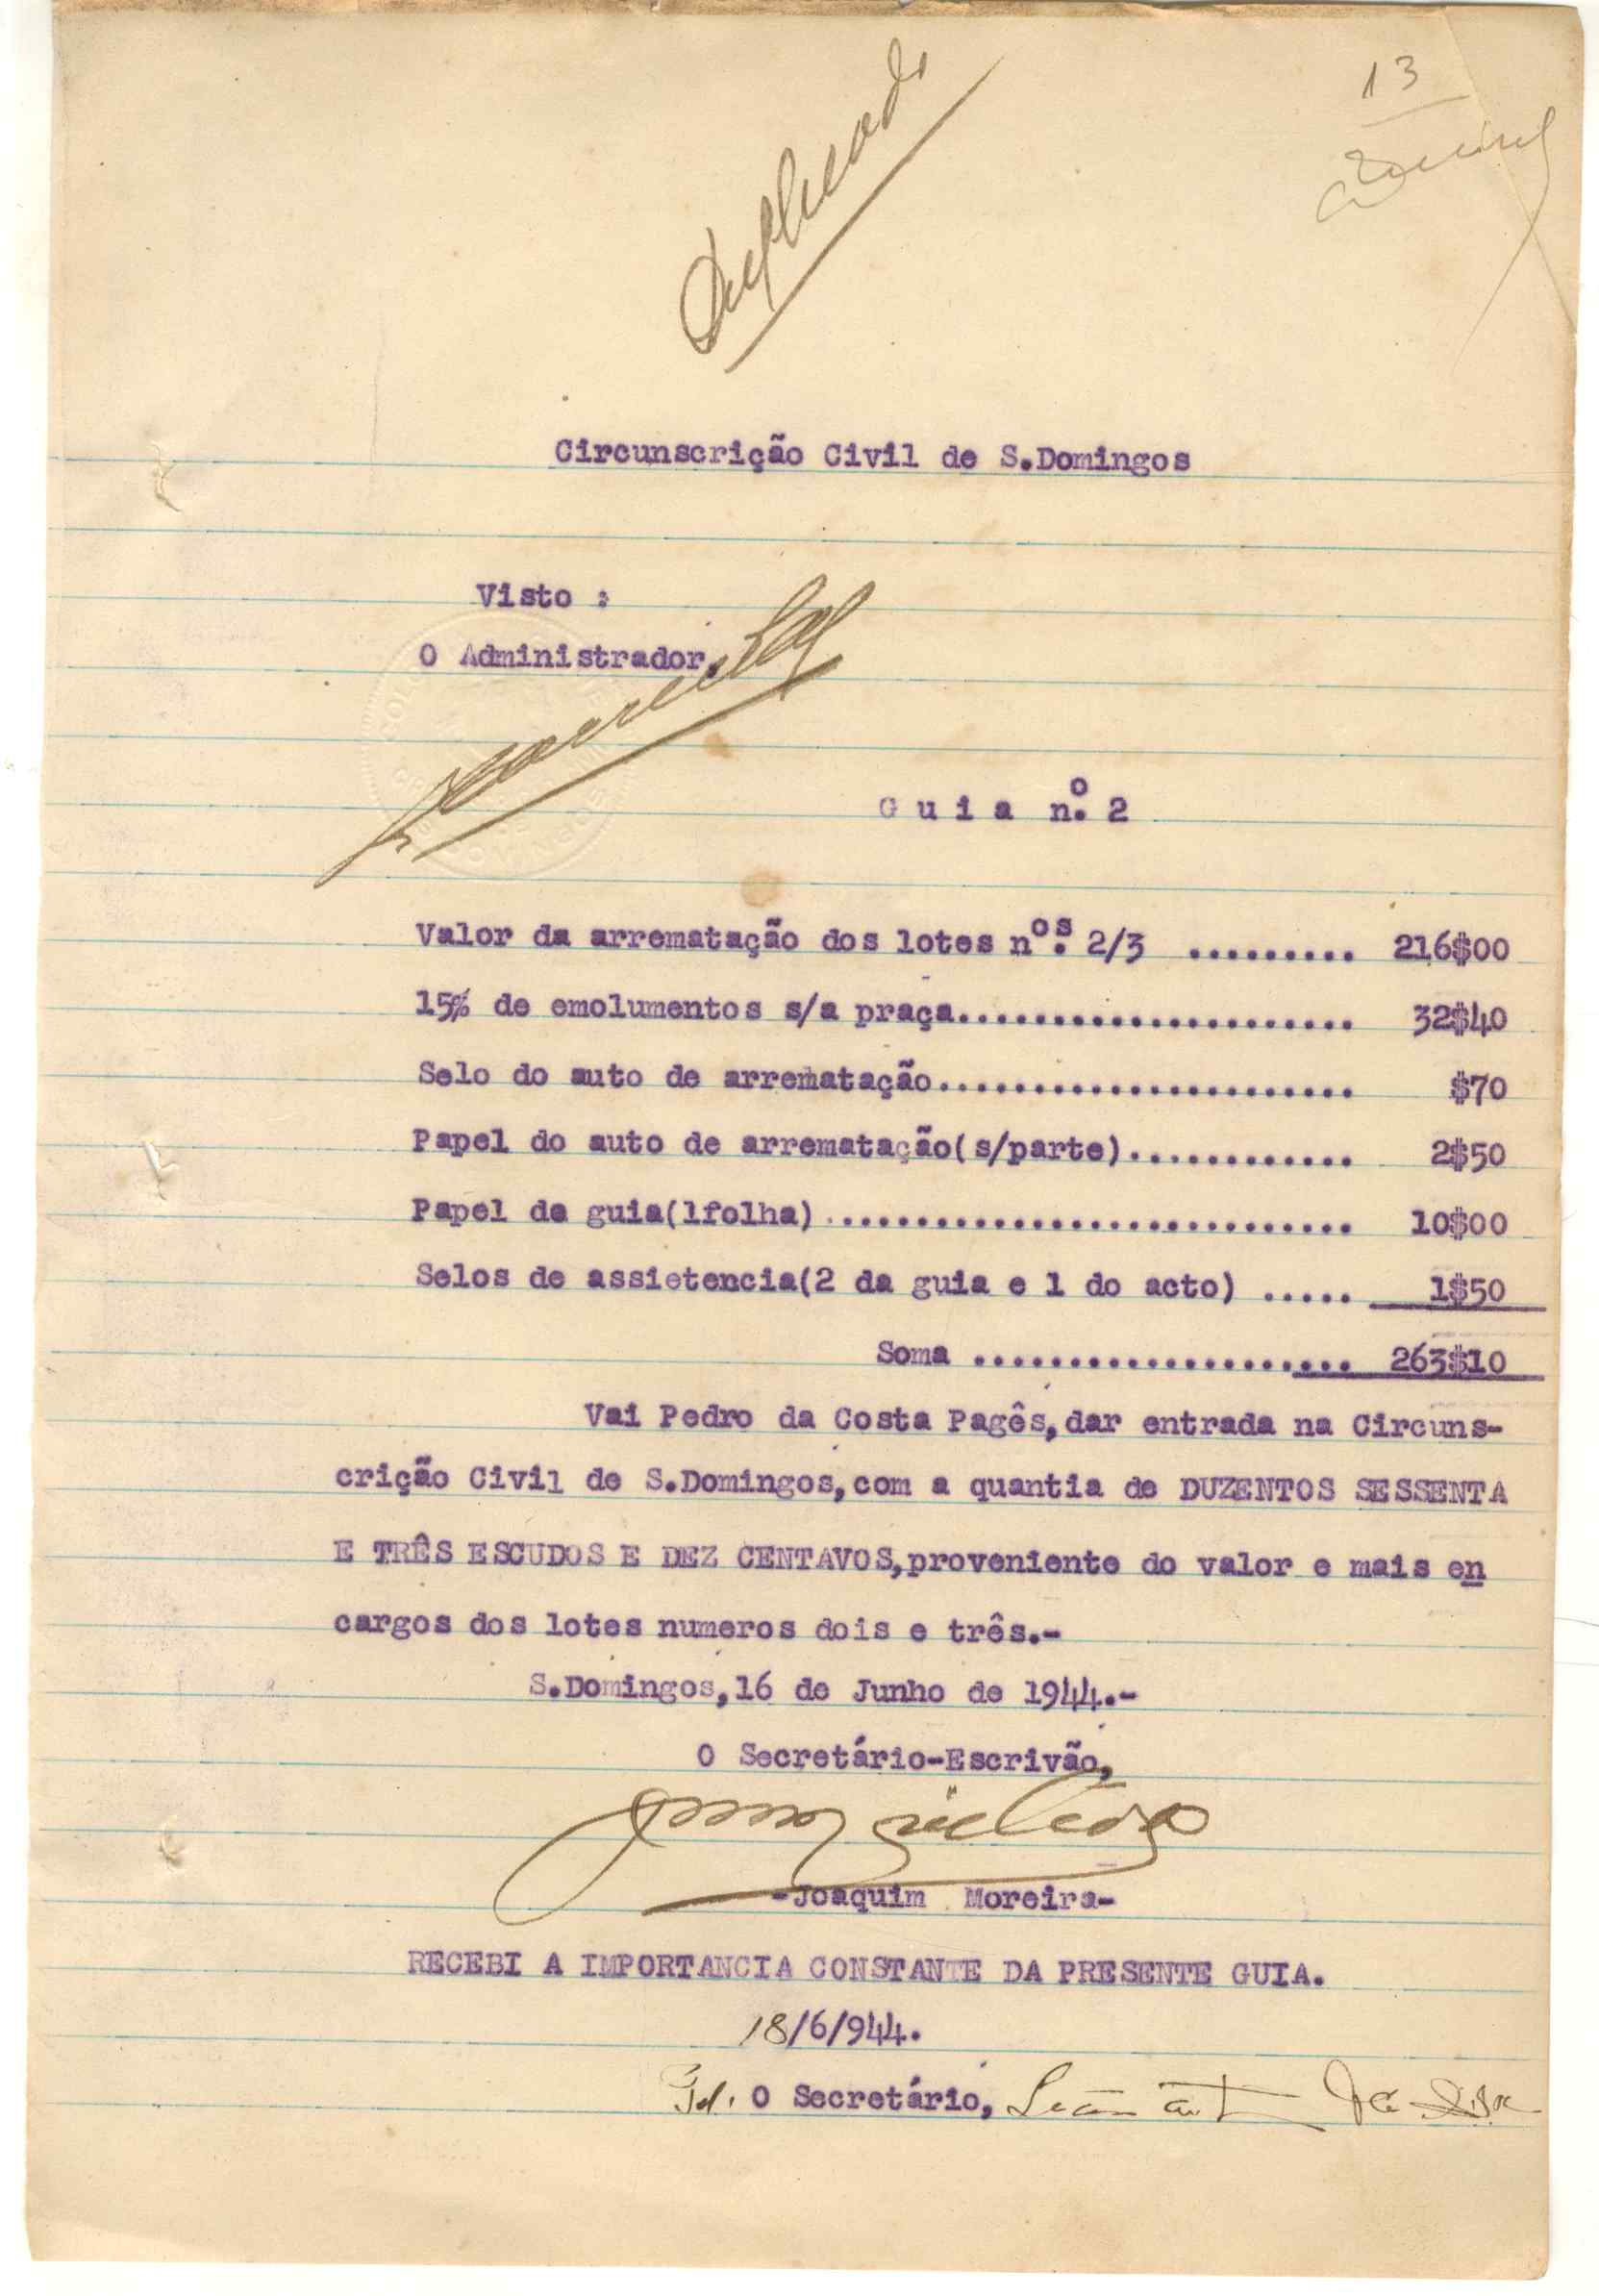 13
Duplicado
Circunscrição Civil de S.Domingos
Visto :
O Administrador,
G u i a nº. 2
Valor da arrematação dos lotes nºs. 2/3 ......... 216$00
15% de emolumentos s/a praça...................... 32$40
Selo do auto de arrematação....................... $70
Papel do auto de arrematação(s/parte)............ 2$50
Papel de guia(1folha)............................. 10$00
Selos de assietencia(2 da guia e 1 do acto) ..... 1$50
Soma ..................... 263$10
Vai Pedro da Costa Pagês,dar entrada na Circuns-
crição Civil de S.Domingos,com a quantia de DUZENTOS SESSENTA
E TRÊS ESCUDOS E DEZ CENTAVOS,proveniente do valor e mais en
cargos dos lotes numeros dois e três.-
S.Domingos,16 de Junho de 1944.-
O Secretário-Escrivão,
-Joaquim Moreira-
RECEBI A IMPORTANCIA CONSTANTE DA PRESENTE GUIA.
18/6/944.
O Secretário,